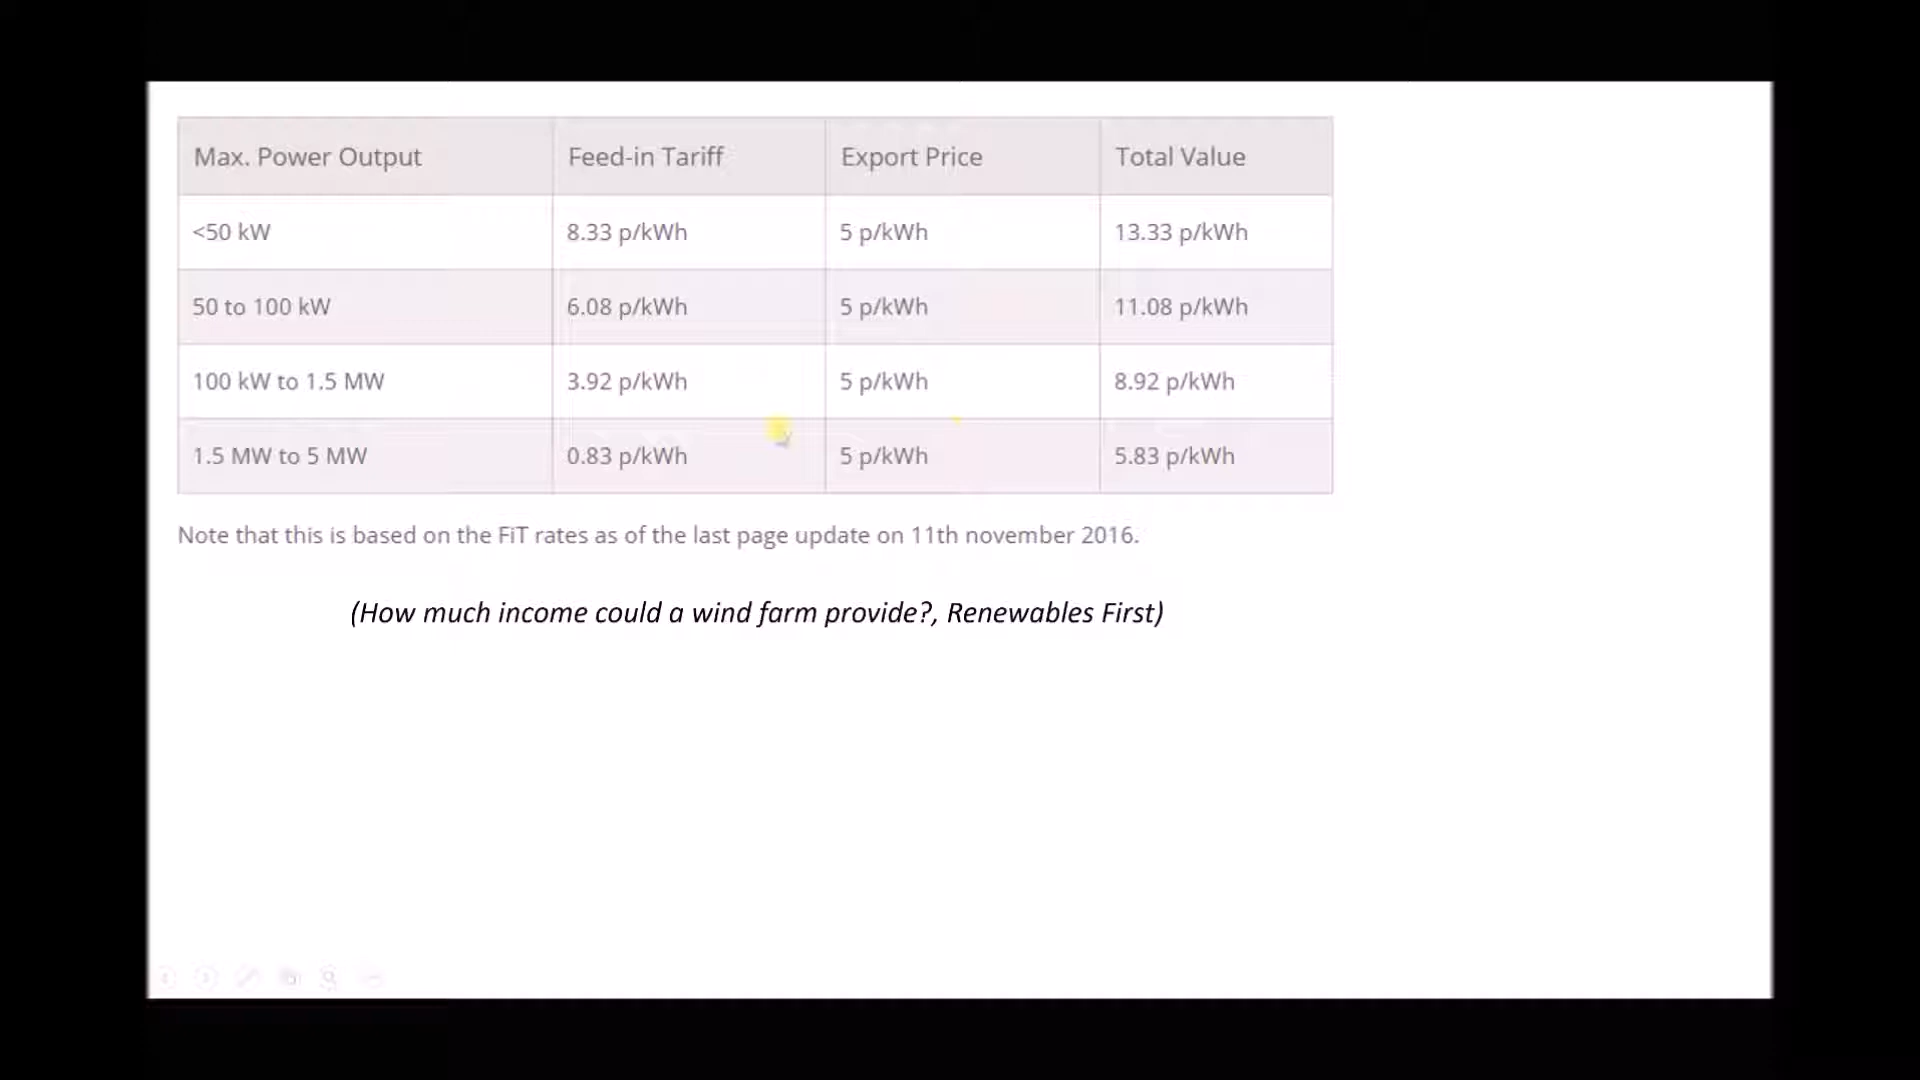 Max. Power Output Feed-in Tariff Export Price Total Value
<50 kW 8.33 p/kWh 5 p/kWh 13.33 p/kWh
50 to 100 kW 6.08 p/kWh 5 p/kWh 11.08 p/kWh
100 kW to 1.5 MW 3.92 p/kWh 5 p/kWh 8.92 p/kWh
1.5 MW to 5 MW 0.83 p/kWh 5 p/kWh 5.83 p/kWh
Note that this is based on the FiT rates as of the last page update on 11th november 2016.
(How much income could a wind farm provide?, Renewables First)